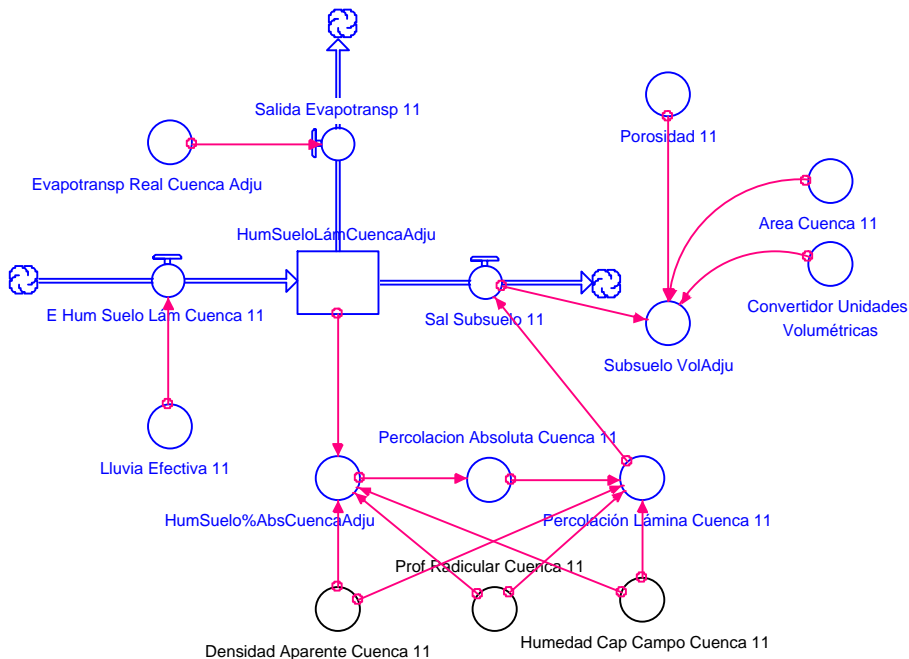 Salida Evapotransp 11
Porosidad 11
Evapotransp Real Cuenca Adju
Area Cuenca 11
HumSueloLámCuencaAdju
E Hum Suelo Lám Cuenca 11
Sal Subsuelo 11
Convertidor Unidades
Volumétricas
Subsuelo VolAdju
Percolacion Absoluta Cuenca 11
Lluvia Efectiva 11
HumSuelo%AbsCuencaAdju
Percolación Lámina Cuenca 11
Prof Radicular Cuenca 11
Densidad Aparente Cuenca 11
Humedad Cap Campo Cuenca 11